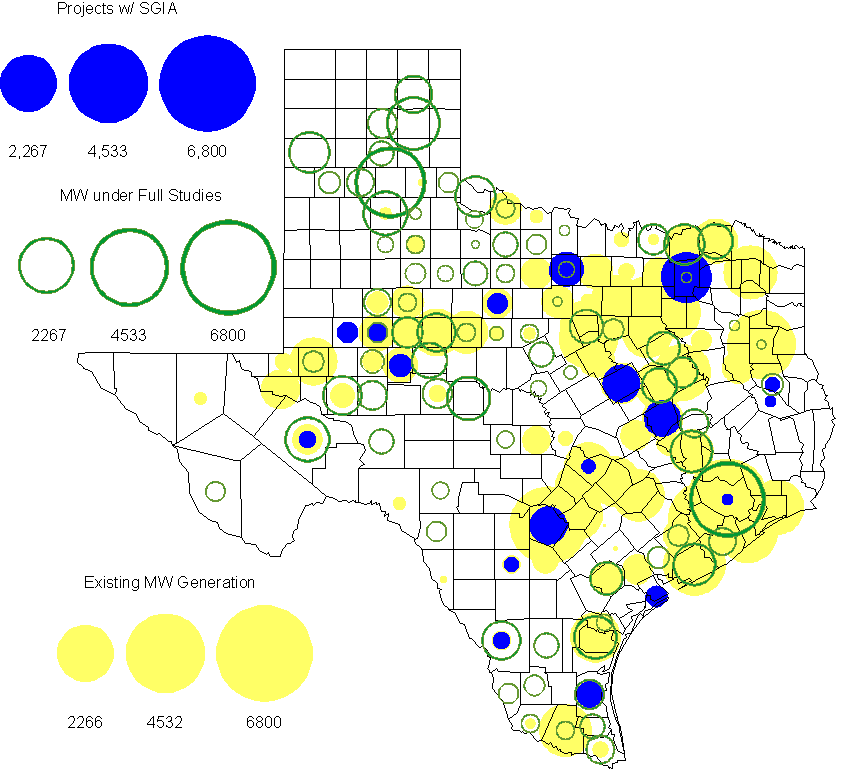 Projects w/ SGIA
2,267 4,533 6,800
MW under Full Studies
2267 4533 6800
Existing MW Generation
2266 4532 6800